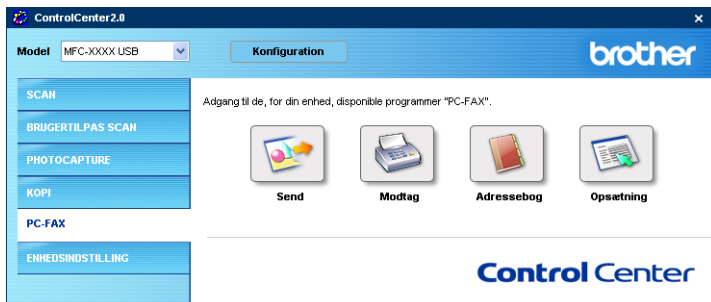 ControlCenter2.0
Model MFC-XXXX USB Konfiguration brother
SCAN
BRUGERTILPAS SCAN
PHOTOCAPTURE
KOPI
PC-FAX
ENHEDSINDSTILLING
Adgang til de, for din enhed, disponible programmer "PC-FAX".
Send Modtag Adressebog Opsætning
Control Center